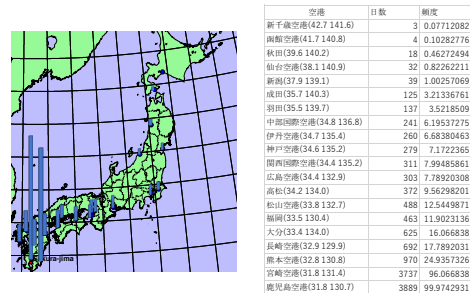 kura-jima
空港 日数 頻度
新千歳空港(42.7 141.6) 3 0.07712082
函館空港(41.7 140.8) 4 0.10282776
秋田(39.6 140.2) 18 0.46272494
仙台空港(38.1 140.9) 32 0.82262211
新潟(37.9 139.1) 39 1.00257069
成田(35.7 140.3) 125 3.21336761
羽田(35.5 139.7) 137 3.5218509
中部国際空港(34.8 136.8) 241 6.19537275
伊丹空港(34.7 135.4) 260 6.68380463
神戸空港(34.6 135.2) 279 7.1722365
関西国際空港(34.4 135.2) 311 7.99485861
広島空港(34.4 132.9) 303 7.78920308
高松(34.2 134.0) 372 9.56298201
松山空港(33.8 132.7) 488 12.5449871
福岡(33.5 130.4) 463 11.9023136
大分(33.4 134.0) 625 16.066838
長崎空港(32.9 129.9) 692 17.7892031
熊本空港(32.8 130.8) 970 24.9357326
宮崎空港(31.8 131.4) 3737 96.066838
鹿児島空港(31.8 130.7) 3889 99.9742931